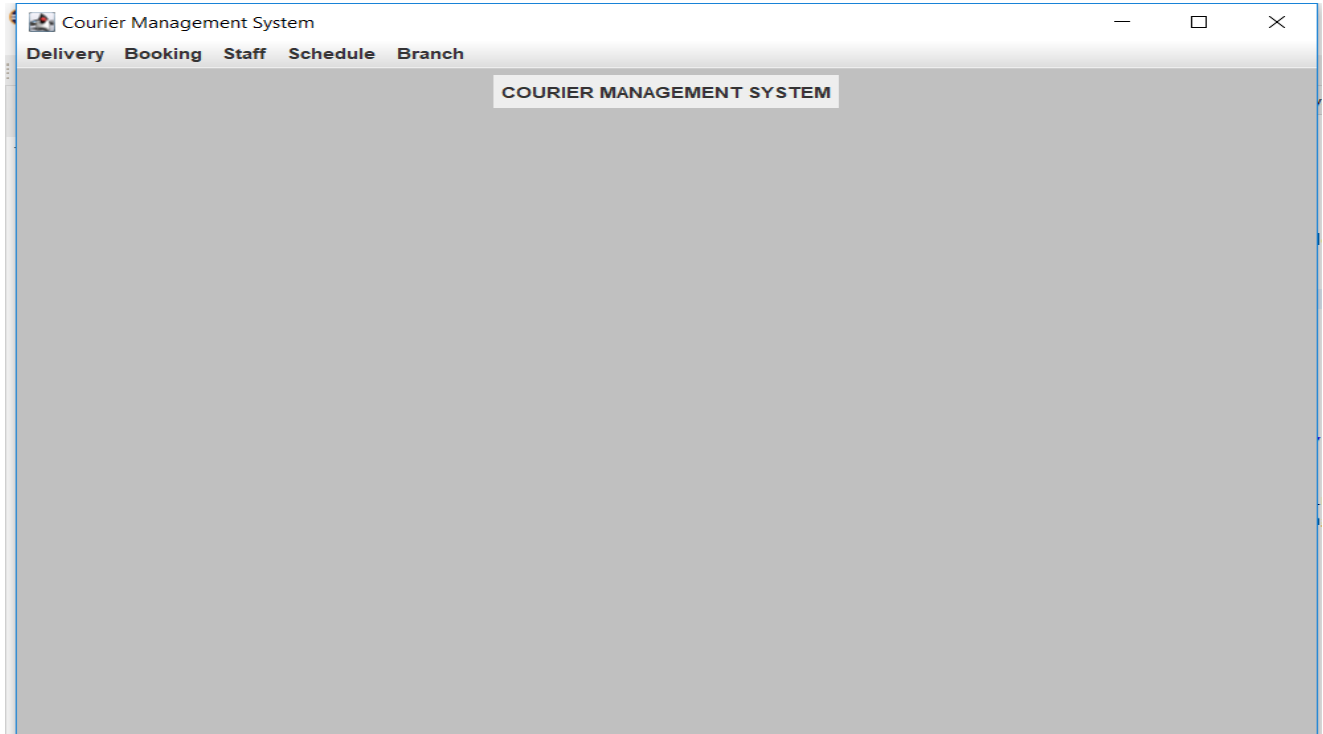 Courier Management System
Delivery Booking Staff Schedule Branch
COURIER MANAGEMENT SYSTEM